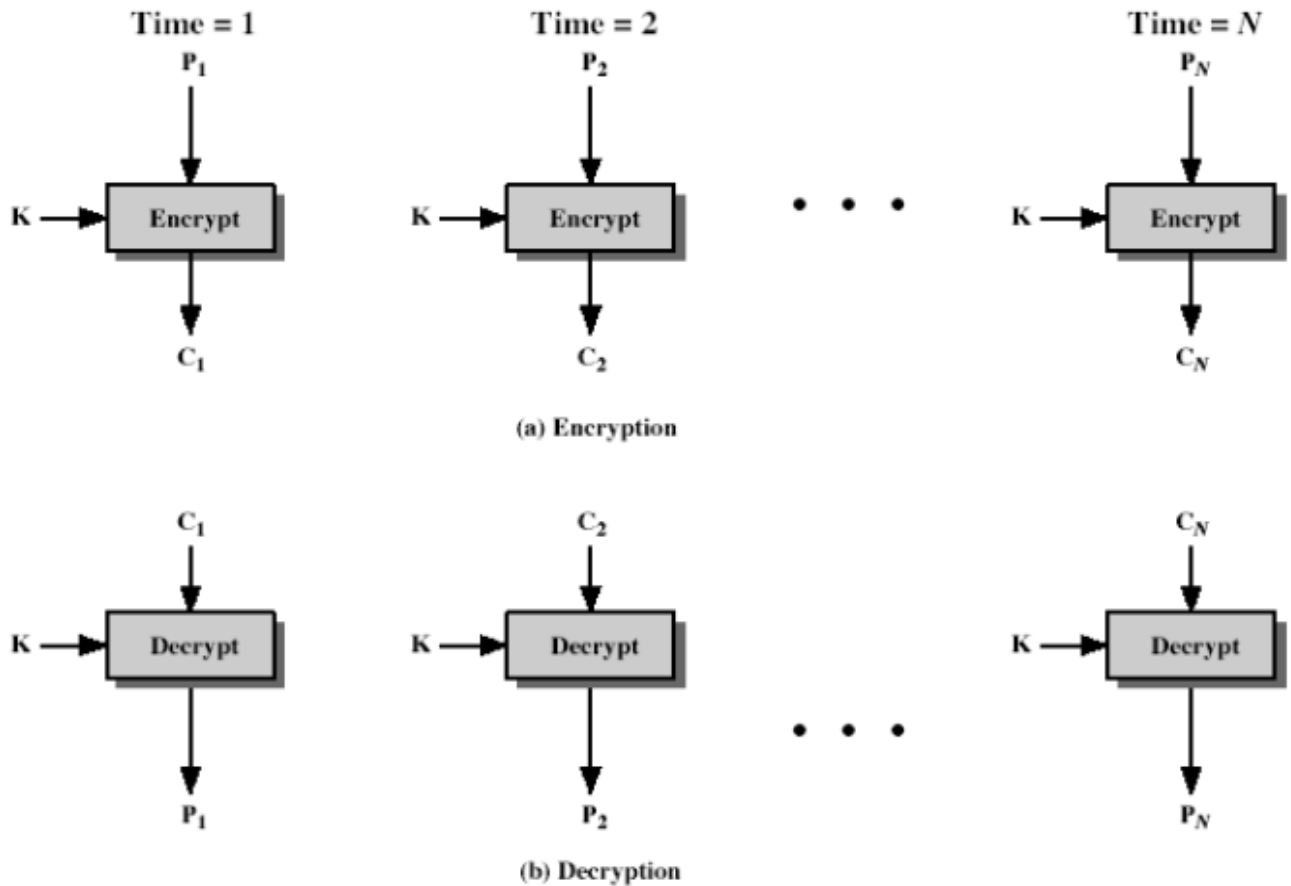 Time = 1 Time = 2 Time = N
P1 P2 PN
K Encrypt K Encrypt K Encrypt
C1 C2 CN
(a) Encryption
C1 C2 CN
K Decrypt K Decrypt K Decrypt
P1 P2 PN
(b) Decryption